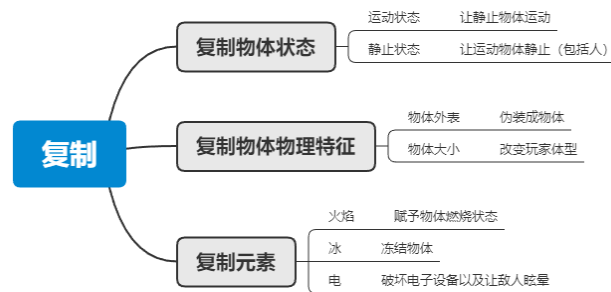 复制
复制物体状态
运动状态 让静止物体运动
静止状态 让运动物体静止（包括人）
复制物体物理特征
物体外表 伪装成物体
物体大小 改变玩家体型
复制元素
火焰 赋予物体燃烧状态
冰 冻结物体
电 破坏电子设备以及让敌人眩晕